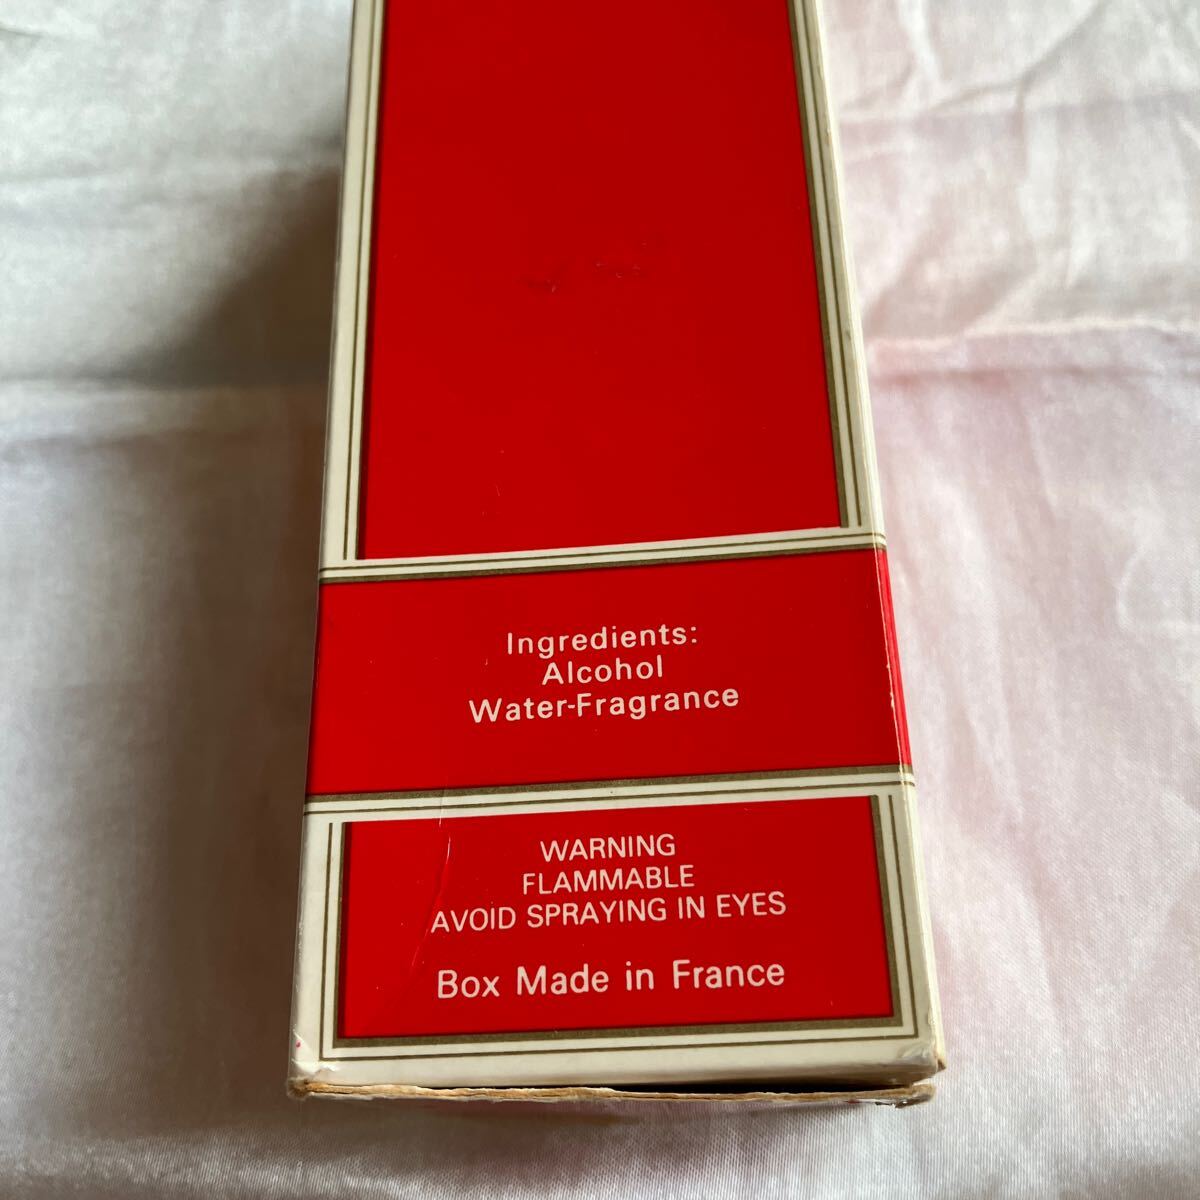 Ingredients:
Alcohol
Water-Fragrance
WARNING
FLAMMABLE
AVOID SPRAYING IN EYES
Box Made in France